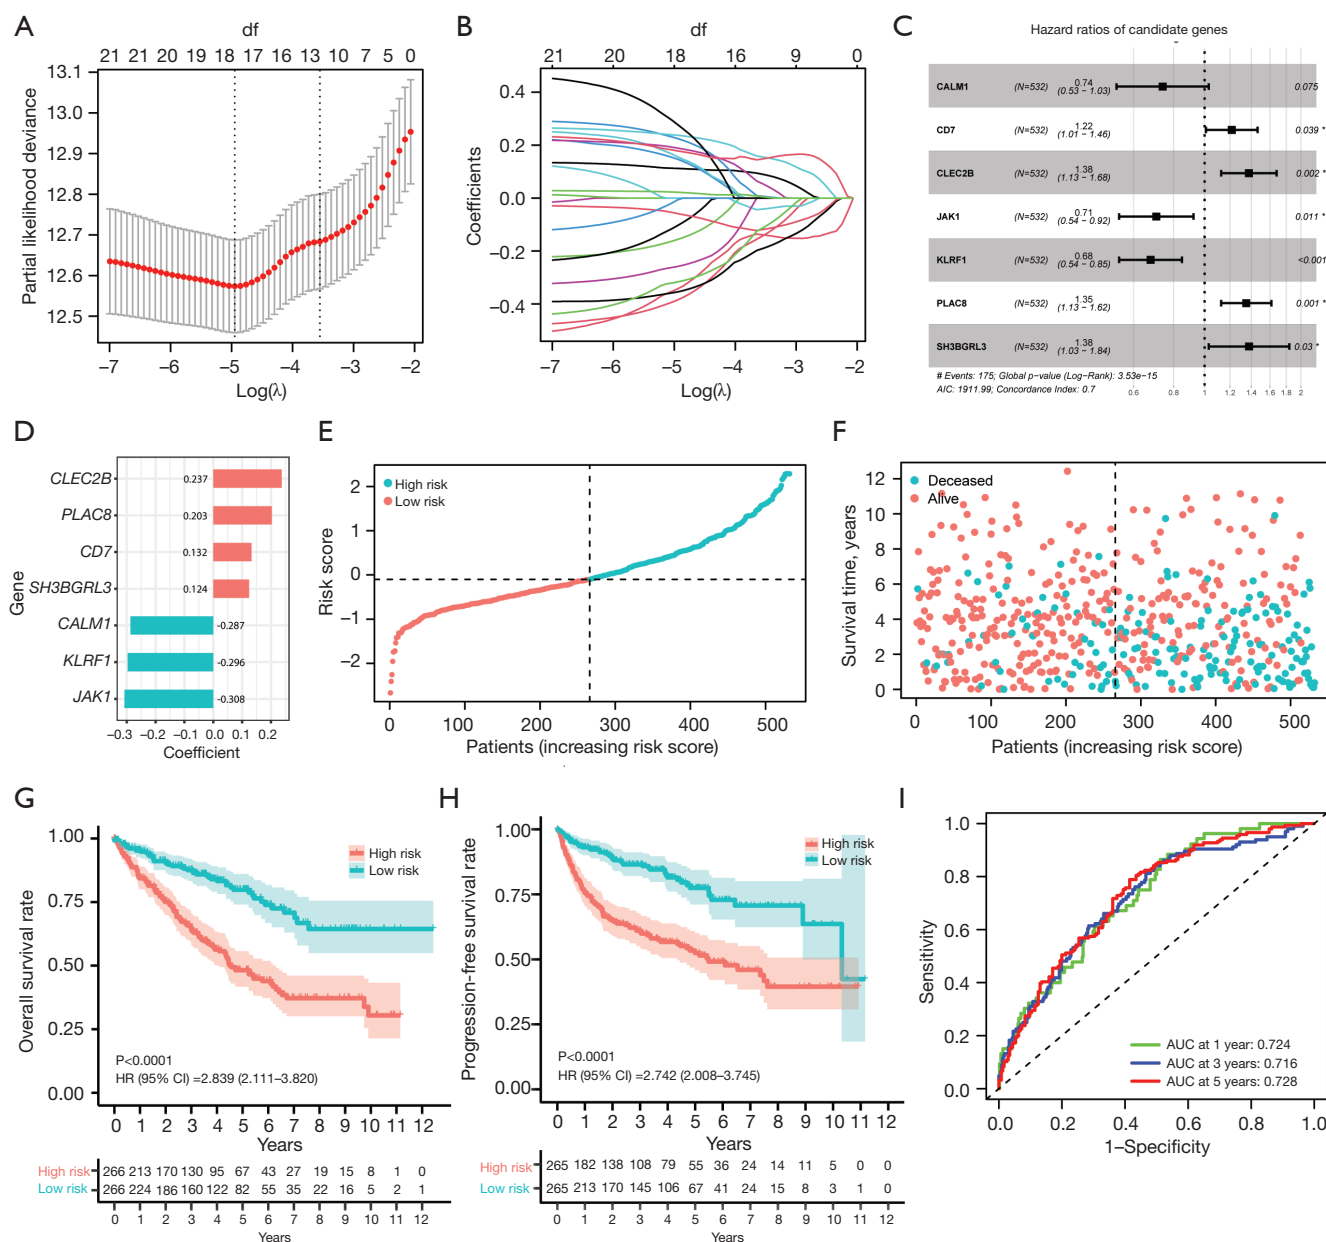 A
df
21 21 20 19 18 17 16 13 10 7 5 0
13.1
13.0
12.9
12.8
12.7
12.6
12.5
Partial likelihood deviance
−7 −6 −5 −4 −3 −2
Log(λ)
B
df
21 20 18 16 9 0
0.4
0.2
0.0
−0.2
−0.4
Coefficients
−7 −6 −5 −4 −3 −2
Log(λ)
C
Hazard ratios of candidate genes
CALM1 (N=532) 0.74 (0.53 − 1.03) 0.075
CD7 (N=532) 1.22 (1.01 − 1.46) 0.039 *
CLEC2B (N=532) 1.38 (1.13 − 1.68) 0.002 *
JAK1 (N=532) 0.71 (0.54 − 0.92) 0.011 *
KLRF1 (N=532) 0.68 (0.54 − 0.85) <0.001
PLAC8 (N=532) 1.35 (1.13 − 1.62) 0.001 *
SH3BGRL3 (N=532) 1.38 (1.03 − 1.84) 0.03 *
# Events: 175; Global p−value (Log−Rank): 3.53e−15
AIC: 1911.99; Concordance Index: 0.7
0.6 0.8 1 1.2 1.4 1.6 1.8 2
D
Gene
CLEC2B 0.237
PLAC8 0.203
CD7 0.132
SH3BGRL3 0.124
CALM1 -0.287
KLRF1 -0.296
JAK1 -0.308
−0.3 −0.2 −0.1 0.0 0.1 0.2
Coefficient
E
High risk
Low risk
2
1
0
−1
−2
Risk score
0 100 200 300 400 500
Patients (increasing risk score)
F
Deceased
Alive
12
10
8
6
4
2
0
Survival time, years
0 100 200 300 400 500
Patients (increasing risk score)
G
1.00
0.75
0.50
0.25
0.00
Overall survival rate
High risk
Low risk
P<0.0001
HR (95% CI) =2.839 (2.111–3.820)
0 1 2 3 4 5 6 7 8 9 10 11 12
Years
High risk 266 213 170 130 95 67 43 27 19 15 8 1 0
Low risk 266 224 186 160 122 82 55 35 22 16 5 2 1
0 1 2 3 4 5 6 7 8 9 10 11 12
Years
H
1.00
0.75
0.50
0.25
0.00
Progression-free survival rate
High risk
Low risk
P<0.0001
HR (95% CI) =2.742 (2.008–3.745)
0 1 2 3 4 5 6 7 8 9 10 11 12
Years
High risk 265 182 138 108 79 55 36 24 14 11 5 0 0
Low risk 265 213 170 145 106 67 41 24 15 8 3 1 0
0 1 2 3 4 5 6 7 8 9 10 11 12
Years
I
1.0
0.8
0.6
0.4
0.2
0.0
Sensitivity
AUC at 1 year: 0.724
AUC at 3 years: 0.716
AUC at 5 years: 0.728
0.0 0.2 0.4 0.6 0.8 1.0
1–Specificity